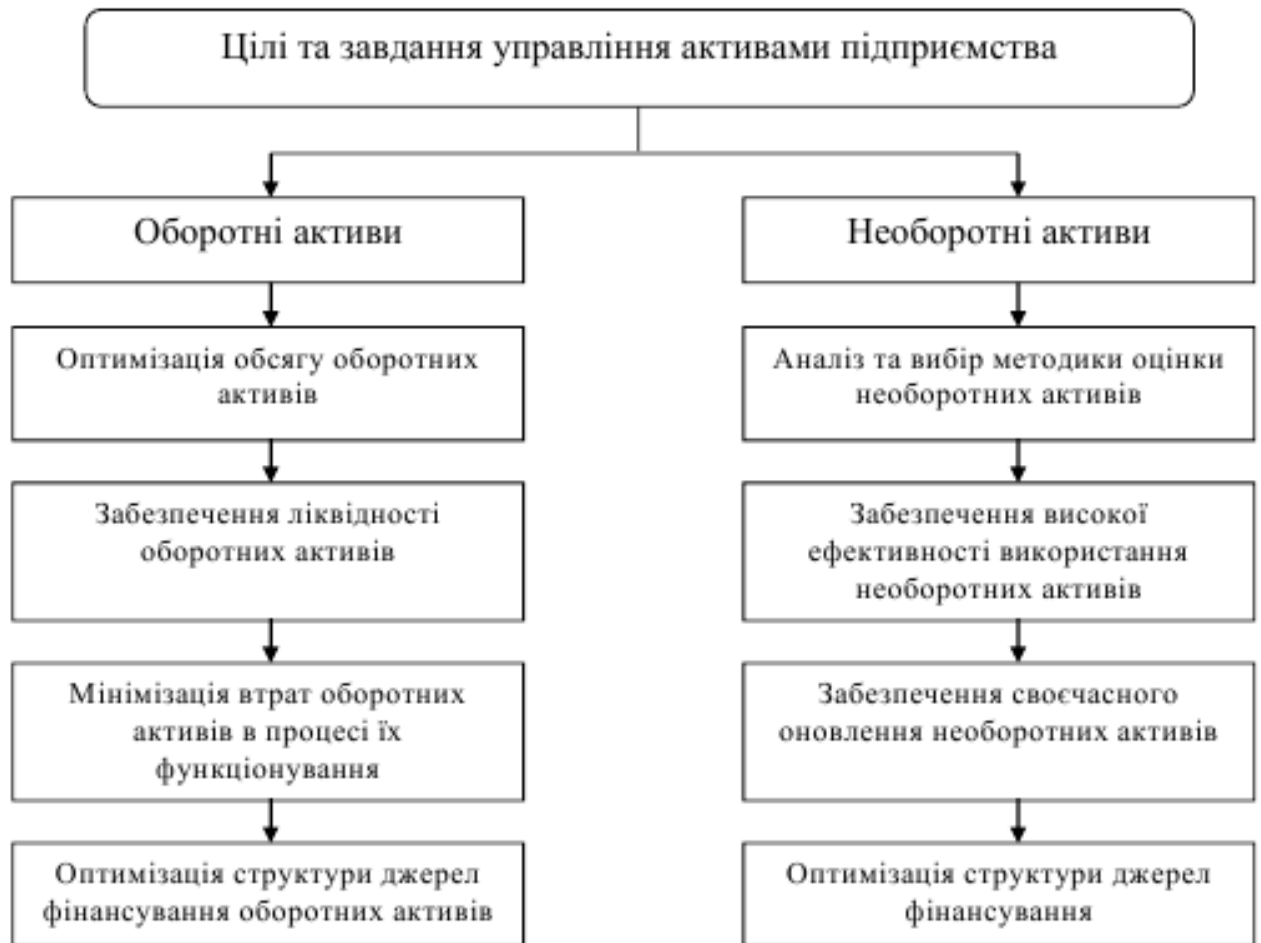 Цілі та завдання управління активами підприємства
Оборотні активи
Необоротні активи
Оптимізація обсягу оборотних
активів
Аналіз та вибір методики оцінки
необоротних активів
Забезпечення ліквідності
оборотних активів
Забезпечення високої
ефективності використання
необоротних активів
Мінімізація втрат оборотних
активів в процесі їх
функціонування
Забезпечення своєчасного
оновлення необоротних активів
Оптимізація структури джерел
фінансування оборотних активів
Оптимізація структури джерел
фінансування